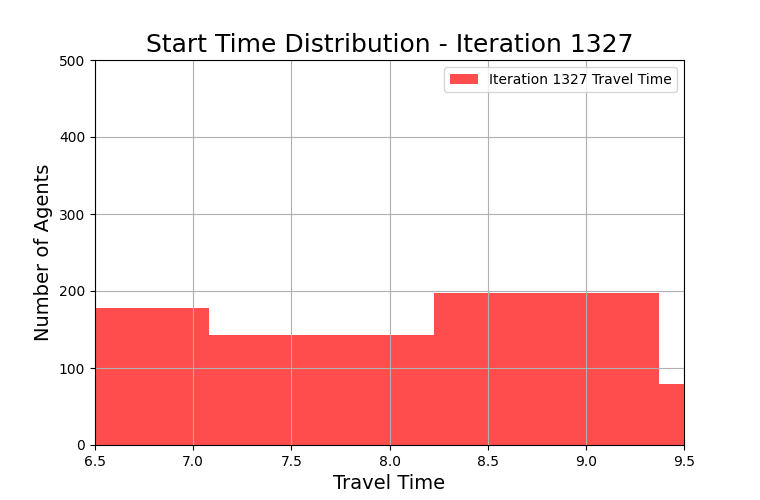 Start Time Distribution - Iteration 1327
Iteration 1327 Travel Time
Number of Agents
500
400
300
200
100
0
6.5 7.0 7.5 8.0 8.5 9.0 9.5
Travel Time